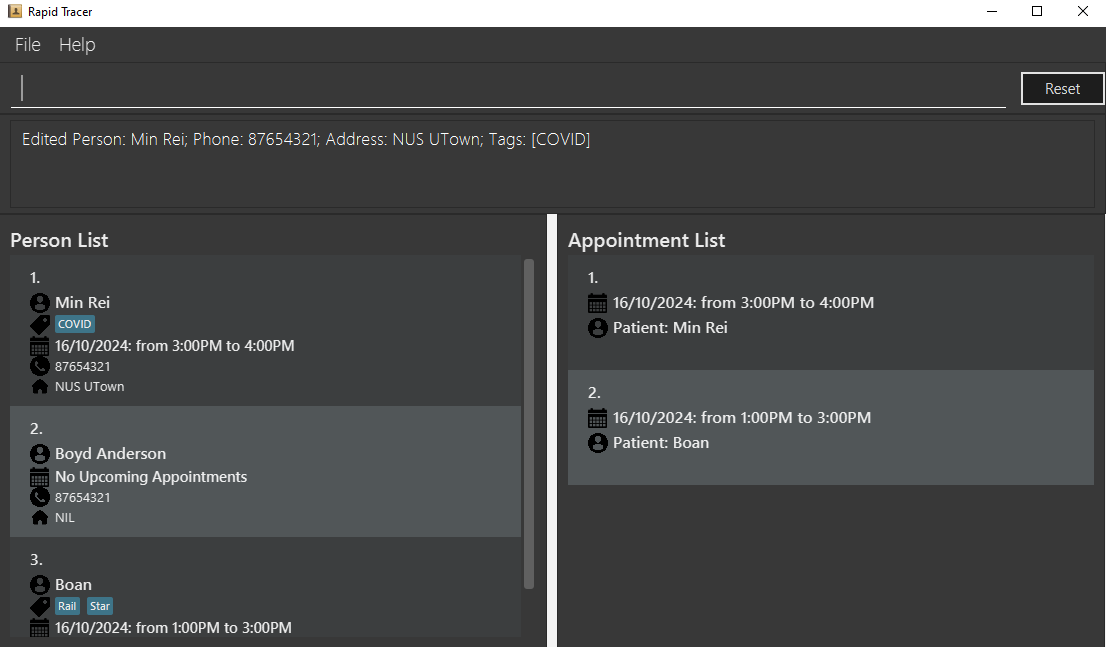 Rapid Tracer
File Help
Reset
Edited Person: Min Rei; Phone: 87654321; Address: NUS UTown; Tags: [COVID]
Person List
1.
Min Rei
COVID
16/10/2024: from 3:00PM to 4:00PM
87654321
NUS UTown
2.
Boyd Anderson
No Upcoming Appointments
87654321
NIL
3.
Boan
Rail Star
16/10/2024: from 1:00PM to 3:00PM
Appointment List
1.
16/10/2024: from 3:00PM to 4:00PM
Patient: Min Rei
2.
16/10/2024: from 1:00PM to 3:00PM
Patient: Boan